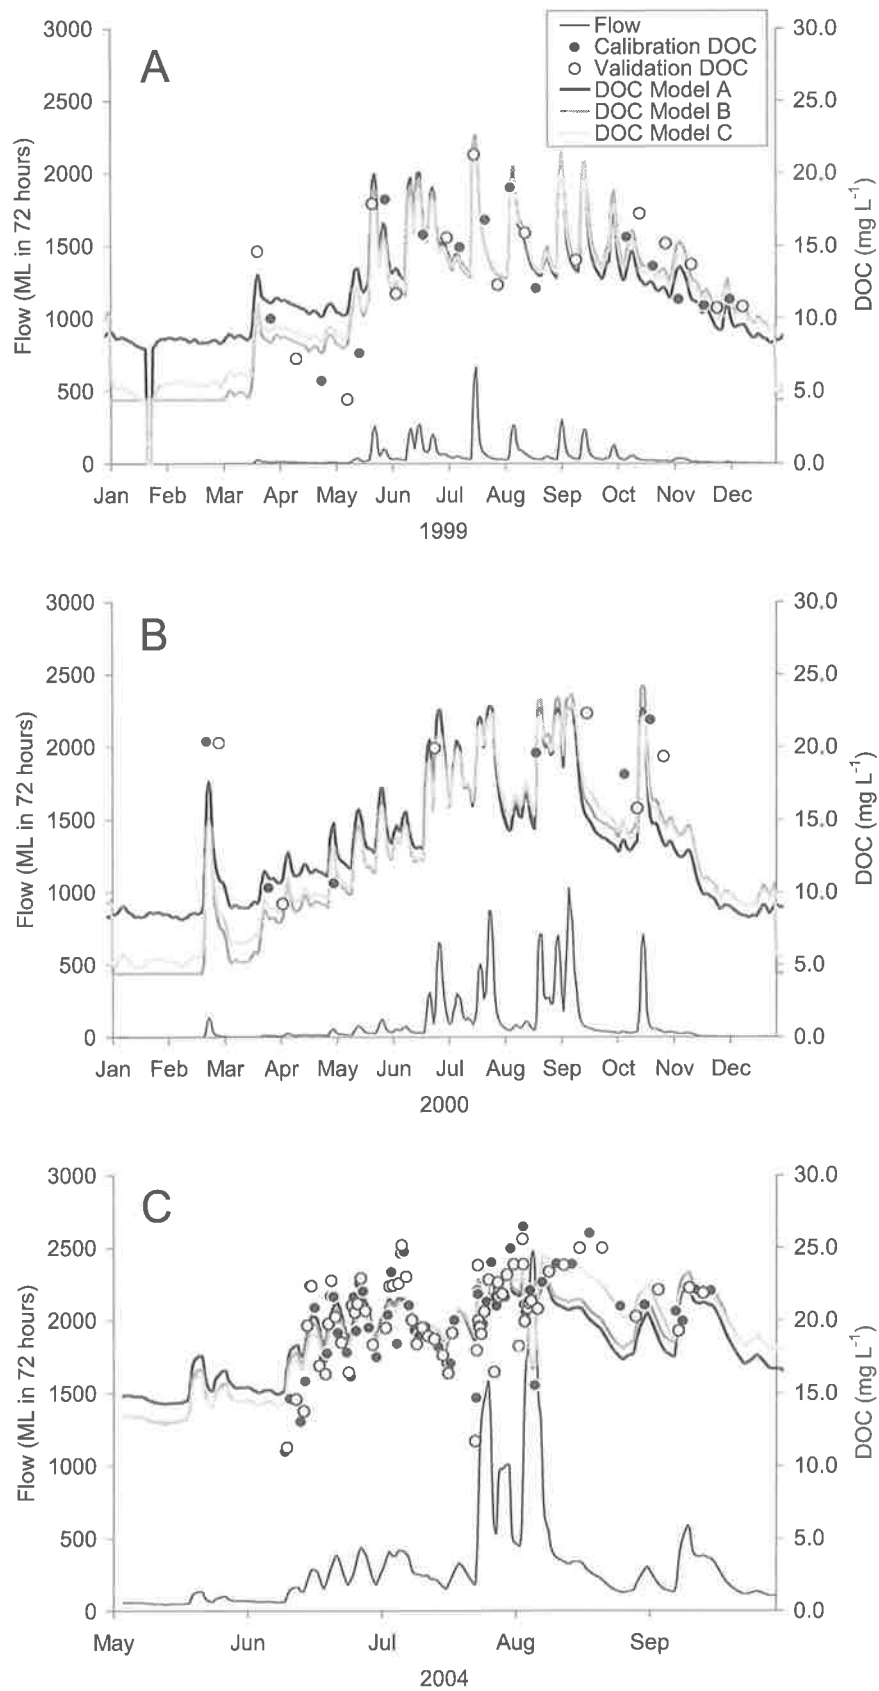 A
Flow
Calibration DOC
Validation DOC
DOC Model A
DOC Model B
DOC Model C
3000
2500
2000
1500
1000
500
0
Flow (ML in 72 hours)
30.0
25.0
20.0
15.0
10.0
5.0
0.0
DOC (mg L⁻¹)
Jan Feb Mar Apr May Jun Jul Aug Sep Oct Nov Dec
1999
B
3000
2500
2000
1500
1000
500
0
Flow (ML in 72 hours)
30.0
25.0
20.0
15.0
10.0
5.0
0.0
DOC (mg L⁻¹)
Jan Feb Mar Apr May Jun Jul Aug Sep Oct Nov Dec
2000
C
3000
2500
2000
1500
1000
500
0
Flow (ML in 72 hours)
30.0
25.0
20.0
15.0
10.0
5.0
0.0
DOC (mg L⁻¹)
May Jun Jul Aug Sep
2004